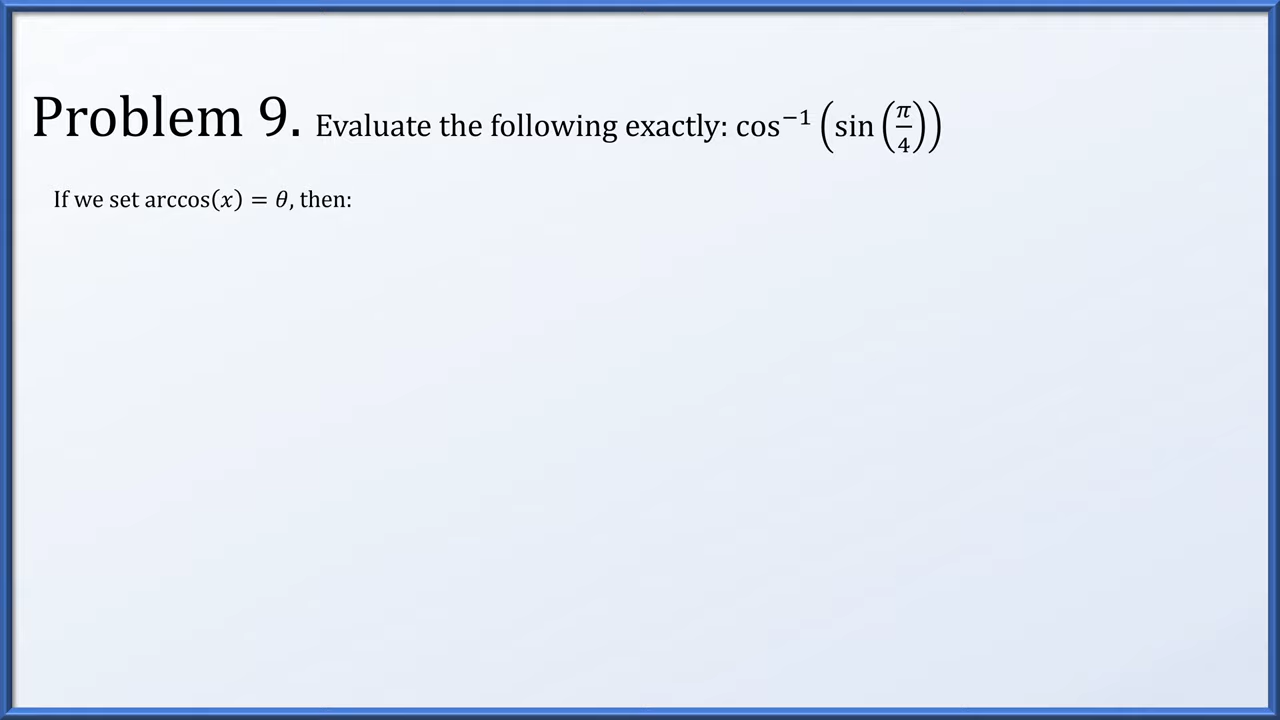 Problem 9. Evaluate the following exactly: cos⁻¹ (sin (π/4))
If we set arccos(x) = θ, then: